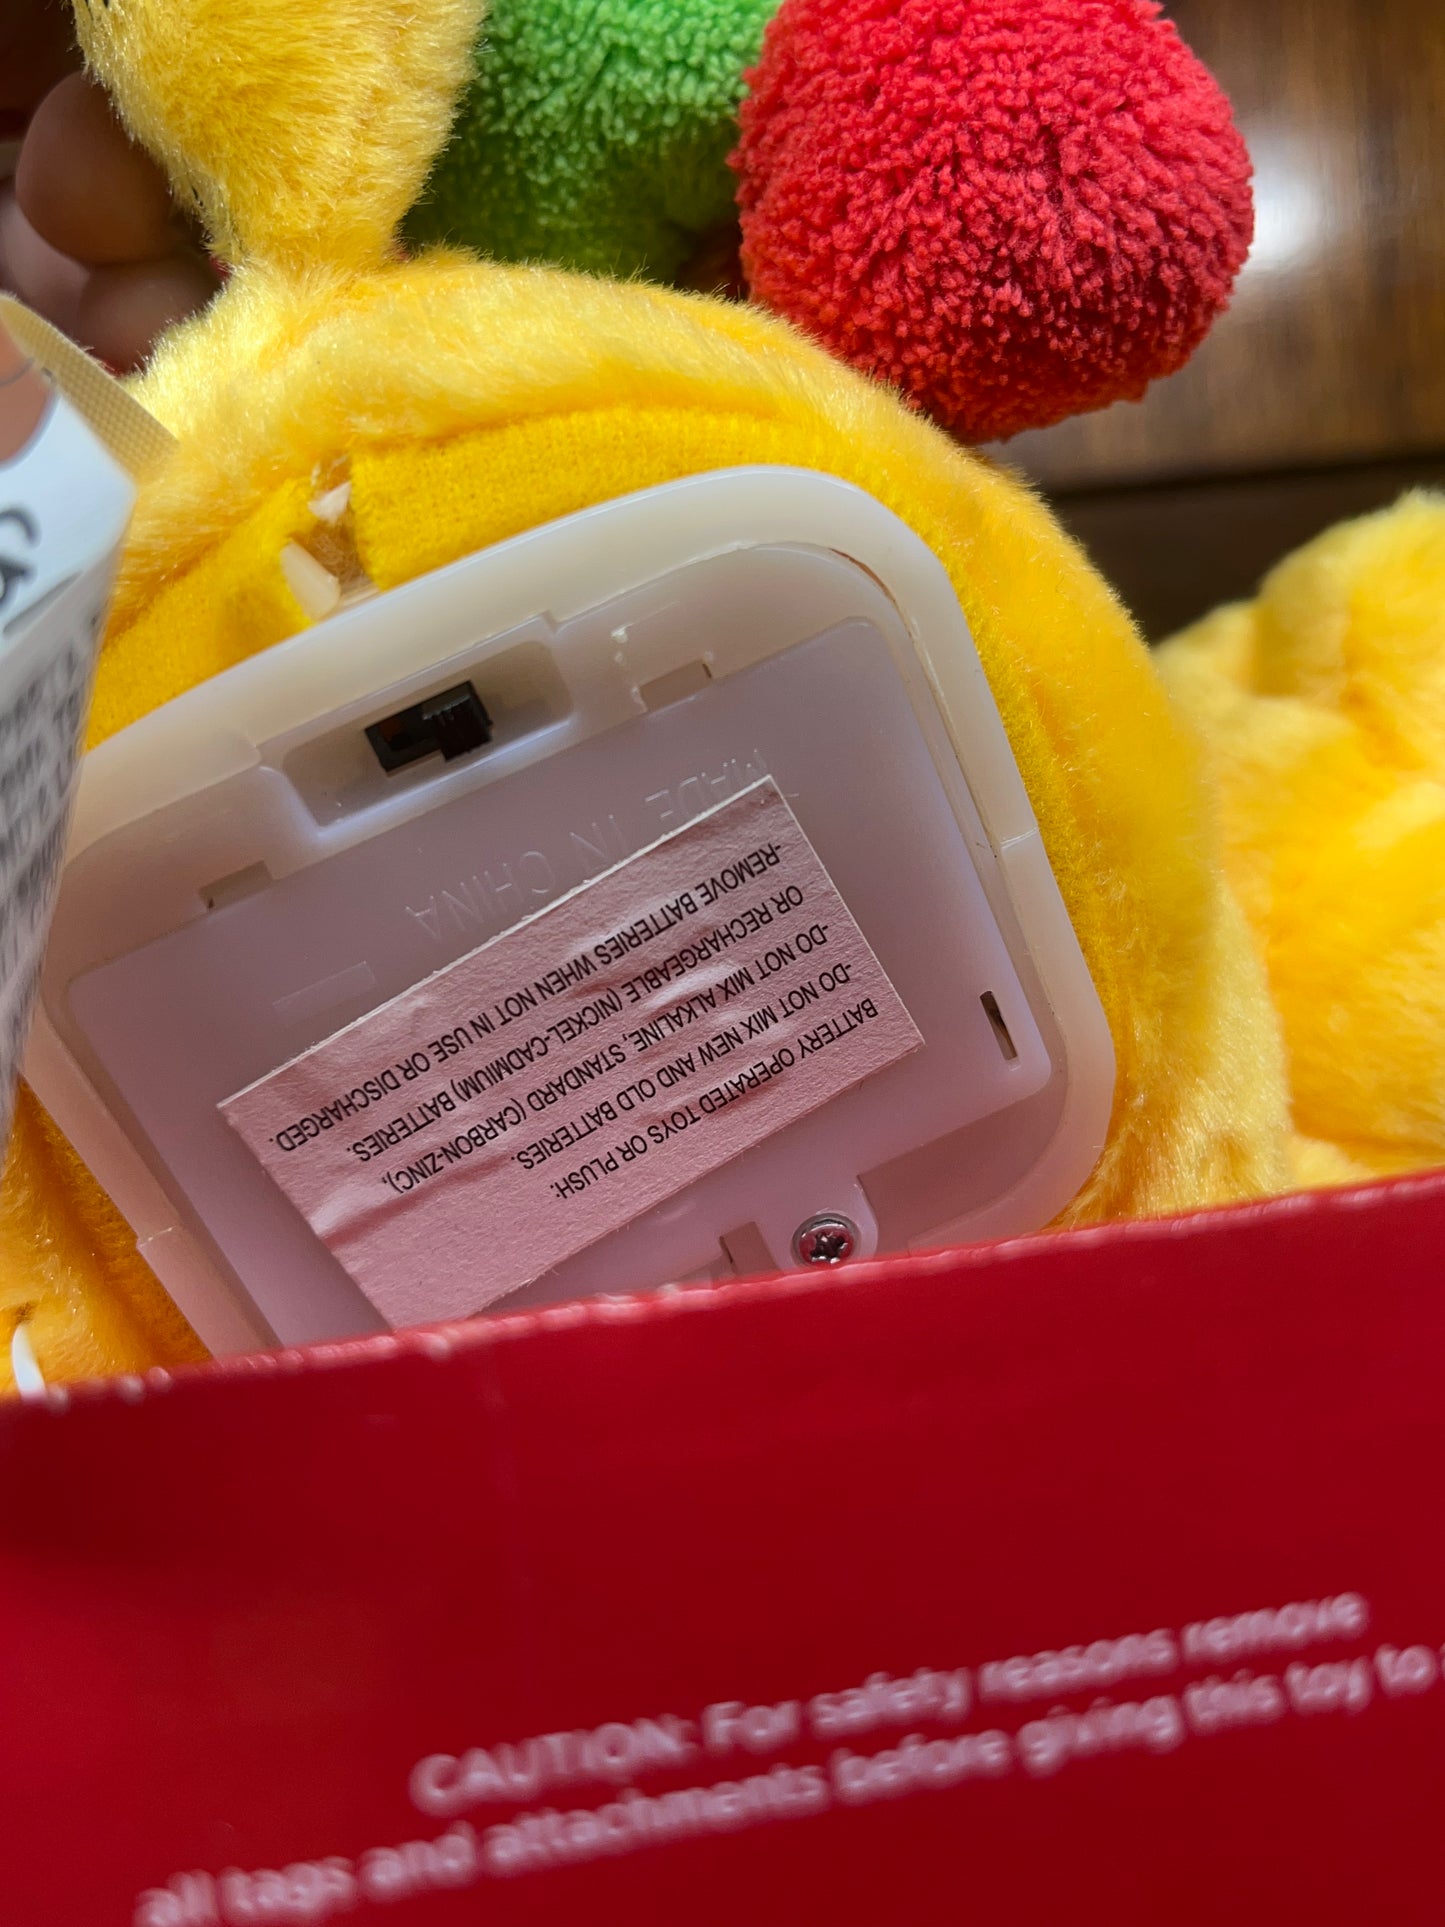 MADE IN CHINA
BATTERY OPERATED TOYS OR PLUSH:
-DO NOT MIX NEW AND OLD BATTERIES.
-DO NOT MIX ALKALINE, STANDARD (CARBON-ZINC),
OR RECHARGEABLE (NICKEL-CADMIUM) BATTERIES.
-REMOVE BATTERIES WHEN NOT IN USE OR DISCHARGED.
CAUTION: For safety reasons remove
all tags and attachments before giving this toy to